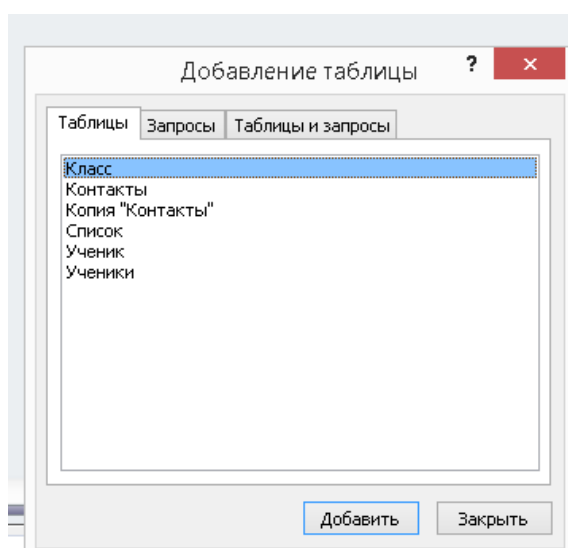 Добавление таблицы ? ×
Таблицы Запросы Таблицы и запросы
Класс
Контакты
Копия "Контакты"
Список
Ученик
Ученики
Добавить Закрыть